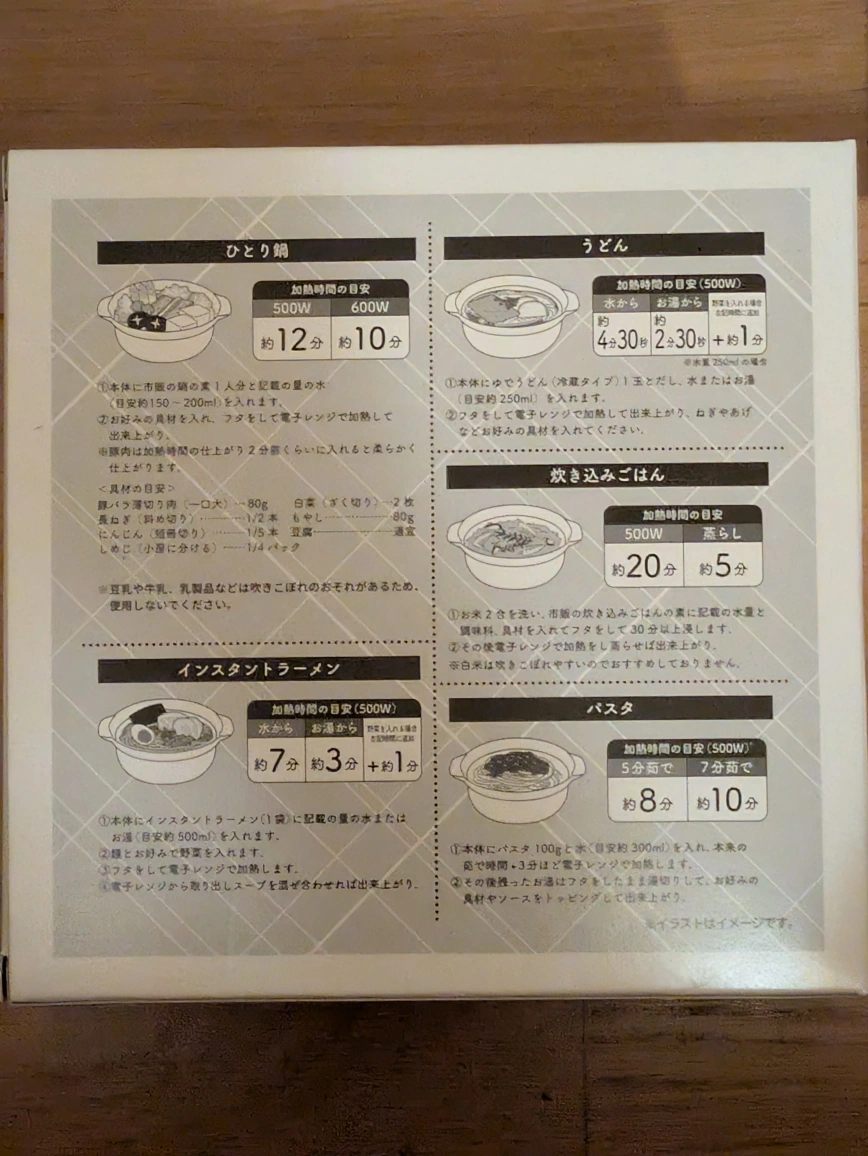 ひとり鍋
加熱時間の目安
500W 600W
約12分 約10分
①本体に市販の鍋の素1人分と記載の量の水
(目安約150~200ml)を入れます。
②お好みの具材を入れ、フタをして電子レンジで加熱して
出来上がり。
※豚肉は加熱時間の仕上がり2分前くらいに入れると柔らかく
仕上がります。
<具材の目安>
豚バラ薄切り肉(一口大)…80g 白菜(ざく切り)…2枚
長ねぎ(斜め切り)…………1/2本 もやし………………80g
にんじん(短冊切り)………1/5本 豆腐…………………適宜
しめじ(小房に分ける)……1/4パック
※豆乳や牛乳、乳製品などは吹きこぼれのおそれがあるため、
使用しないでください。
インスタントラーメン
加熱時間の目安(500W)
水から お湯から 野菜を入れる場合
左記時間に追加
約7分 約3分 +約1分
①本体にインスタントラーメン(1袋)に記載の量の水または
お湯(目安約500ml)を入れます。
②麺とお好みで野菜を入れます。
③フタをして電子レンジで加熱します。
④電子レンジから取り出しスープを混ぜ合わせれば出来上がり。
うどん
加熱時間の目安(500W)
水から お湯から 野菜を入れる場合
左記時間に追加
約4分30秒 約2分30秒 +約1分
※水量250mlの場合
①本体にゆでうどん(冷蔵タイプ)1玉とだし、水またはお湯
(目安約250ml)を入れます。
②フタをして電子レンジで加熱して出来上がり、ねぎやあげ
などお好みの具材を入れてください。
炊き込みごはん
加熱時間の目安
500W 蒸らし
約20分 約5分
①お米2合を洗い、市販の炊き込みごはんの素に記載の水量と
調味料、具材を入れてフタをして30分以上浸します。
②その後電子レンジで加熱をし蒸らせば出来上がり。
※白米は吹きこぼれやすいのでおすすめしておりません。
パスタ
加熱時間の目安(500W)
5分茹で 7分茹で
約8分 約10分
①本体にパスタ100gと水(目安約300ml)を入れ、本来の
茹で時間+3分ほど電子レンジで加熱します。
②その後残ったお湯はフタをしたまま湯切りして、お好みの
具材やソースをトッピングして出来上がり。
※イラストはイメージです。